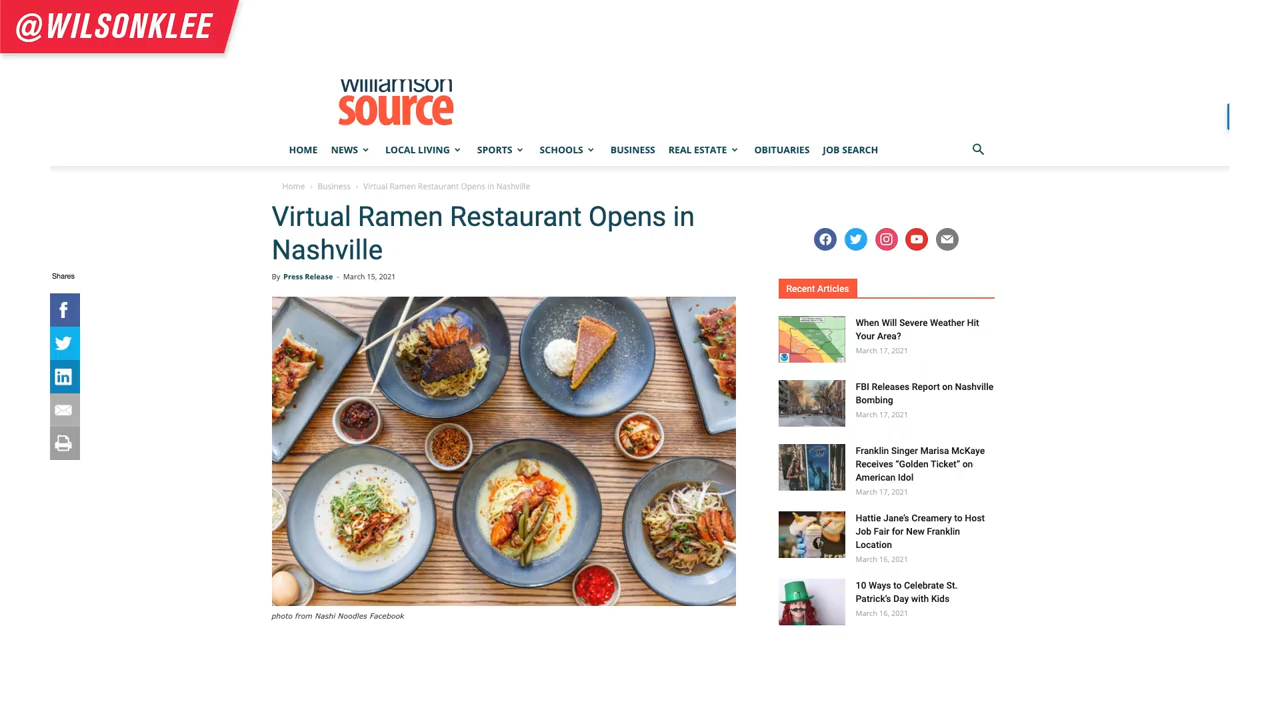 @WILSONKLEE
williamson
source
HOME NEWS LOCAL LIVING SPORTS SCHOOLS BUSINESS REAL ESTATE OBITUARIES JOB SEARCH
Home › Business › Virtual Ramen Restaurant Opens in Nashville
Virtual Ramen Restaurant Opens in
Nashville
By Press Release - March 15, 2021
Shares
photo from Nashi Noodles Facebook
Recent Articles
When Will Severe Weather Hit
Your Area?
March 17, 2021
FBI Releases Report on Nashville
Bombing
March 17, 2021
Franklin Singer Marisa McKaye
Receives “Golden Ticket” on
American Idol
March 17, 2021
Hattie Jane’s Creamery to Host
Job Fair for New Franklin
Location
March 16, 2021
10 Ways to Celebrate St.
Patrick’s Day with Kids
March 16, 2021